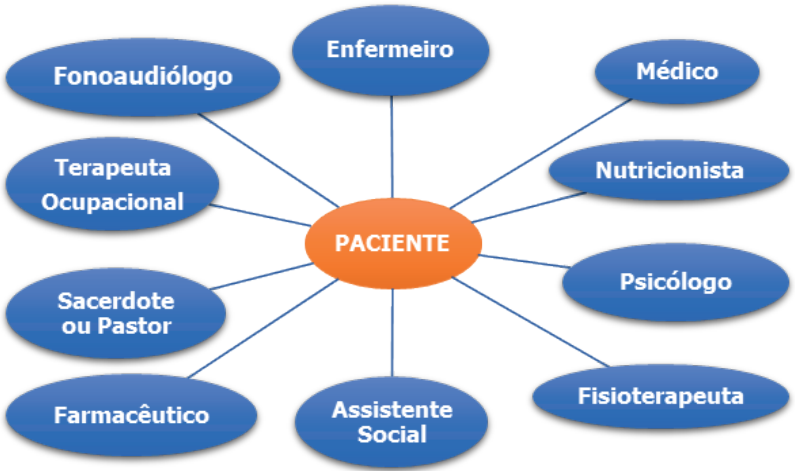 Enfermeiro
Fonoaudiólogo
Médico
Terapeuta
Ocupacional
Nutricionista
PACIENTE
Sacerdote
ou Pastor
Psicólogo
Farmacêutico
Assistente
Social
Fisioterapeuta